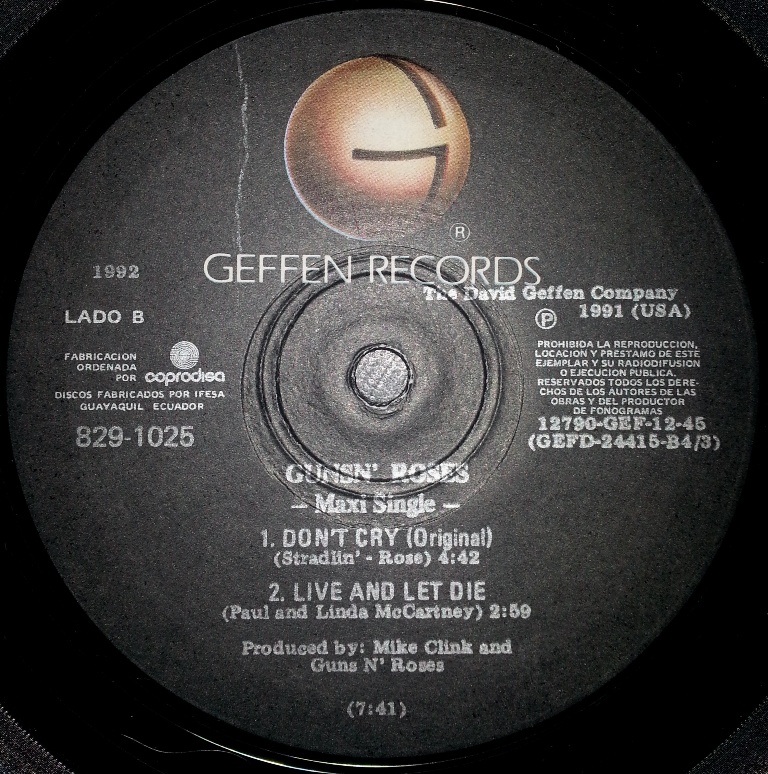 ®
GEFFEN RECORDS
The David Geffen Company
℗ 1991 (USA)
1992
LADO B
FABRICACION
ORDENADA
POR coprodisa
DISCOS FABRICADOS POR IFESA
GUAYAQUIL ECUADOR
829-1025
PROHIBIDA LA REPRODUCCION,
LOCACION Y PRESTAMO DE ESTE
EJEMPLAR Y SU RADIODIFUSION
O EJECUCION PUBLICA.
RESERVADOS TODOS LOS DERE-
CHOS DE LOS AUTORES DE LAS
OBRAS Y DEL PRODUCTOR
DE FONOGRAMAS
12790-GEF-12-45
(GEFD-24415-B4/3)
GUNSN' ROSES
— Maxi Single —
1. DON'T CRY (Original)
(Stradlin' - Rose) 4:42
2. LIVE AND LET DIE
(Paul and Linda McCartney) 2:59
Produced by: Mike Clink and
Guns N' Roses
(7:41)